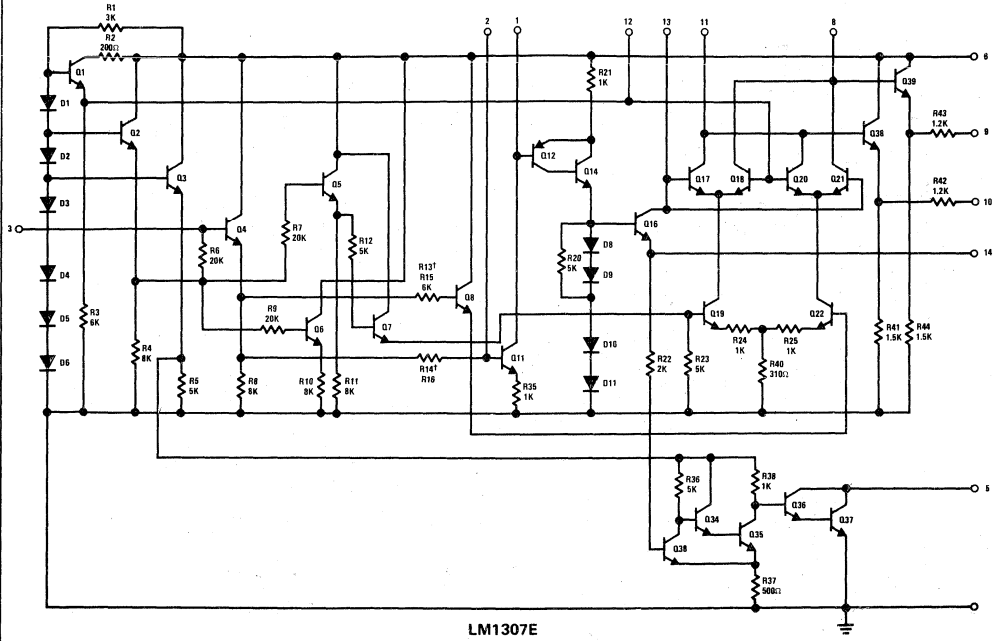 R1
3K
R2
200Ω
2
1
12
13
11
8
6
Q1
R21
1K
Q39
D1
R43
1.2K
9
Q2
Q38
D2
Q12
Q14
Q3
Q5
Q17
Q18
Q20
Q21
R42
1.2K
10
D3
3
Q4
R7
20K
R12
5K
Q16
R6
20K
R20
5K
D8
D9
14
D4
R13†
R15
6K
Q8
R9
20K
Q6
Q7
Q19
Q22
R3
6K
D5
R24
1K
R25
1K
R41
1.5K
R44
1.5K
R4
8K
D10
D6
Q11
R14†
R16
R22
2K
R23
5K
R40
310Ω
R5
5K
R8
8K
R10
8K
R11
8K
R35
1K
D11
R36
5K
R38
1K
5
Q34
Q36
Q35
Q37
Q38
R37
500Ω
LM1307E